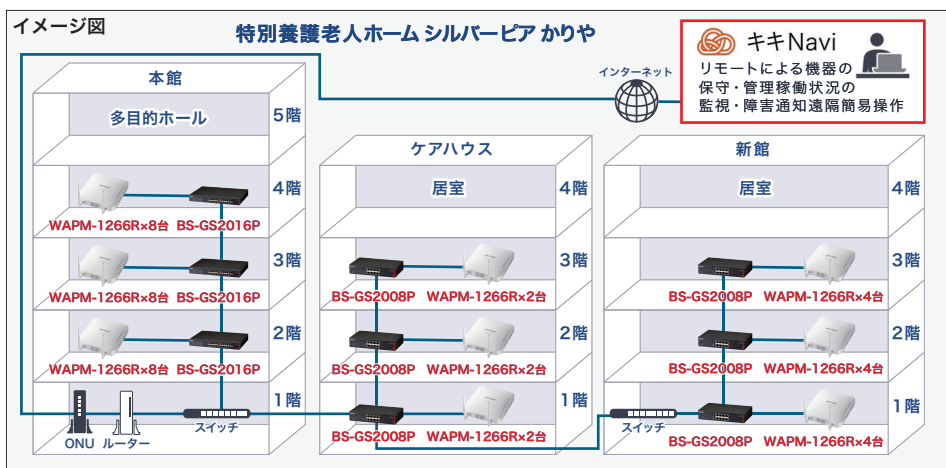 イメージ図
特別養護老人ホーム シルバーピア かりや
キキNavi
リモートによる機器の
保守・管理稼働状況の
監視・障害通知遠隔簡易操作
インターネット
本館
多目的ホール
5階
WAPM-1266R×8台 BS-GS2016P
4階
WAPM-1266R×8台 BS-GS2016P
3階
WAPM-1266R×8台 BS-GS2016P
2階
ONU ルーター
スイッチ
1階
ケアハウス
居室
4階
BS-GS2008P WAPM-1266R×2台
3階
BS-GS2008P WAPM-1266R×2台
2階
BS-GS2008P WAPM-1266R×2台
1階
新館
居室
4階
BS-GS2008P WAPM-1266R×4台
3階
BS-GS2008P WAPM-1266R×4台
2階
スイッチ
BS-GS2008P WAPM-1266R×4台
1階